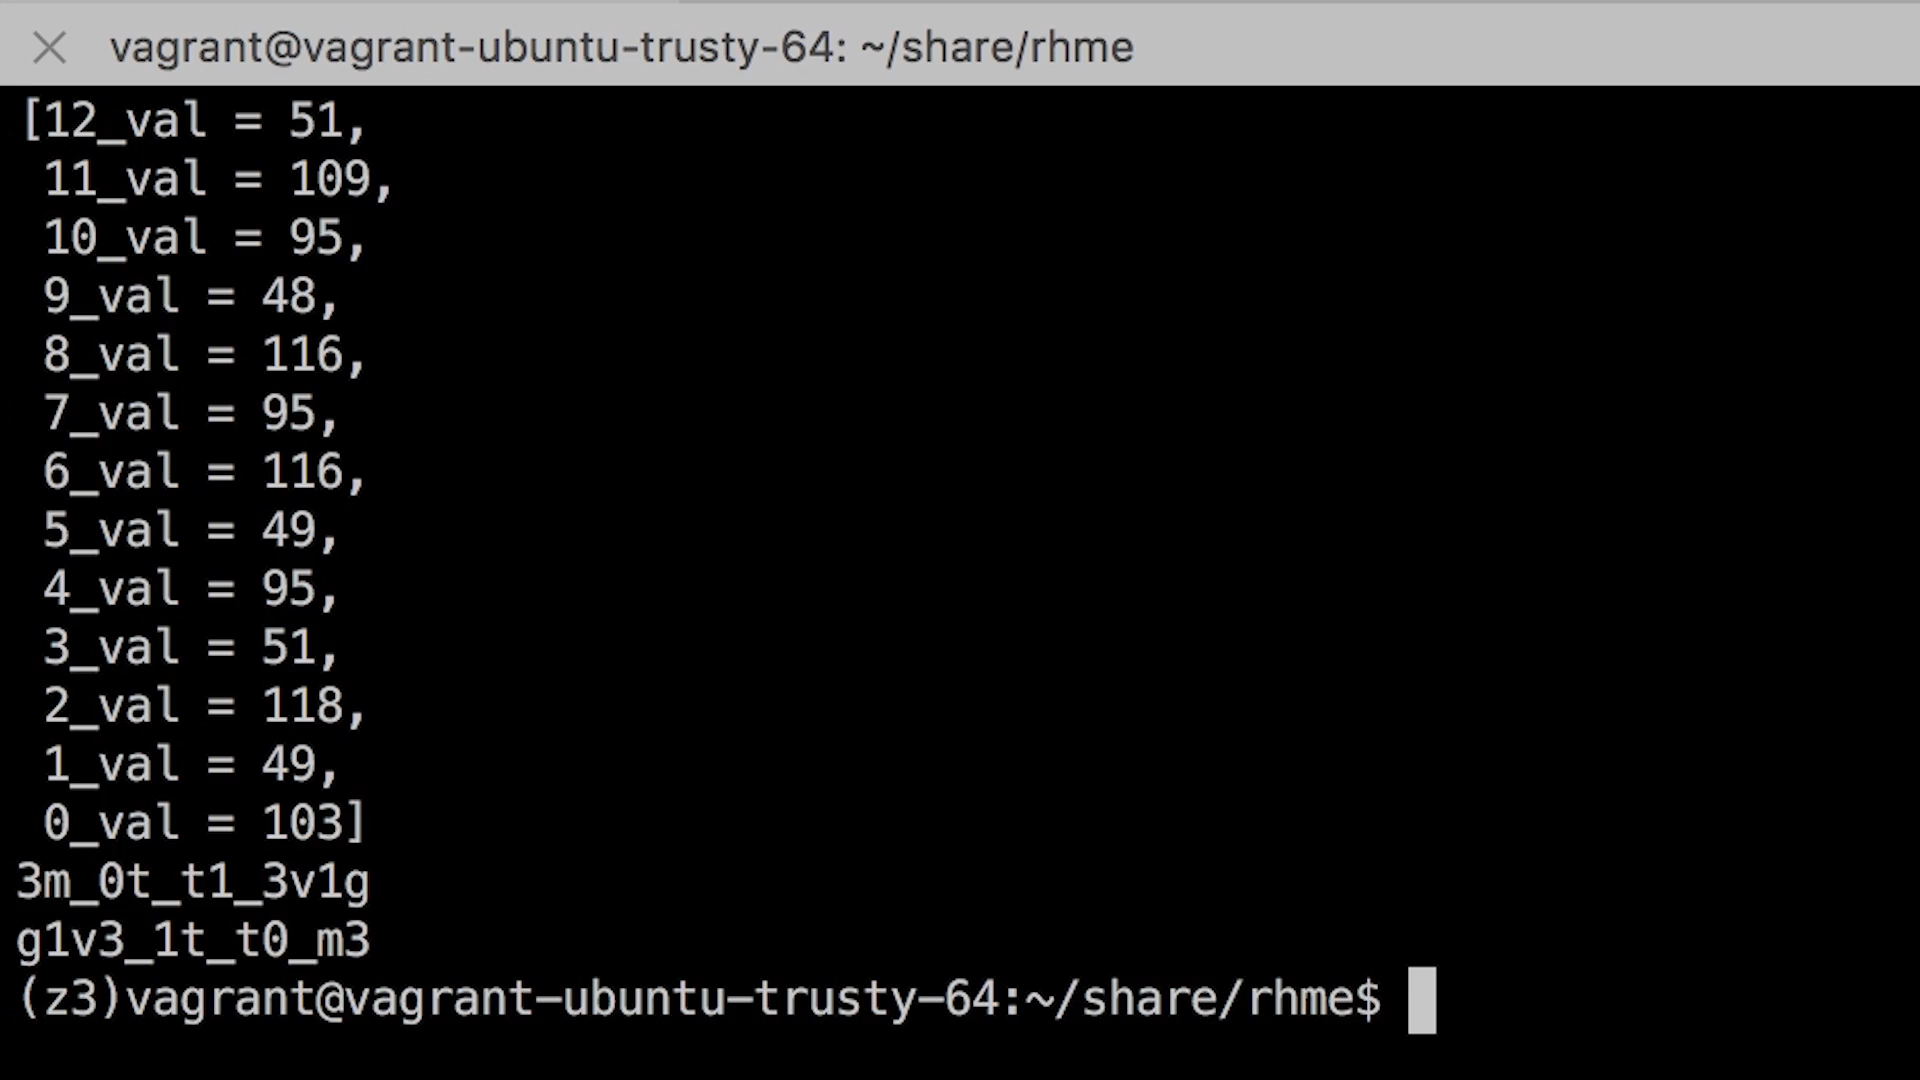 vagrant@vagrant-ubuntu-trusty-64: ~/share/rhme
[12_val = 51,
11_val = 109,
10_val = 95,
9_val = 48,
8_val = 116,
7_val = 95,
6_val = 116,
5_val = 49,
4_val = 95,
3_val = 51,
2_val = 118,
1_val = 49,
0_val = 103]
3m_0t_t1_3v1g
g1v3_1t_t0_m3
(z3)vagrant@vagrant-ubuntu-trusty-64:~/share/rhme$